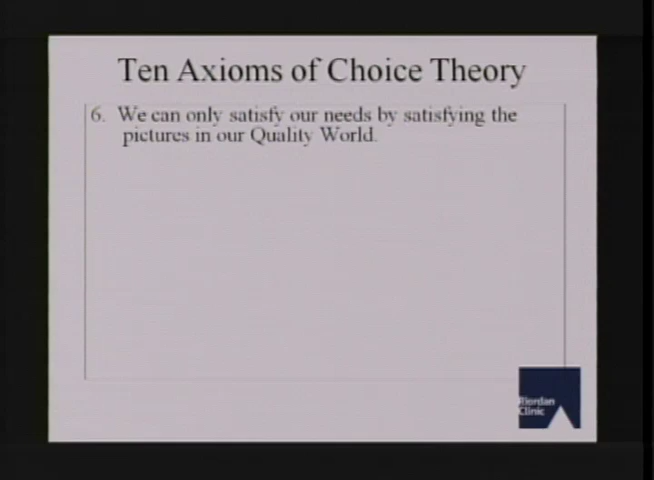 Ten Axioms of Choice Theory
6. We can only satisfy our needs by satisfying the
pictures in our Quality World.
Riordan
Clinic